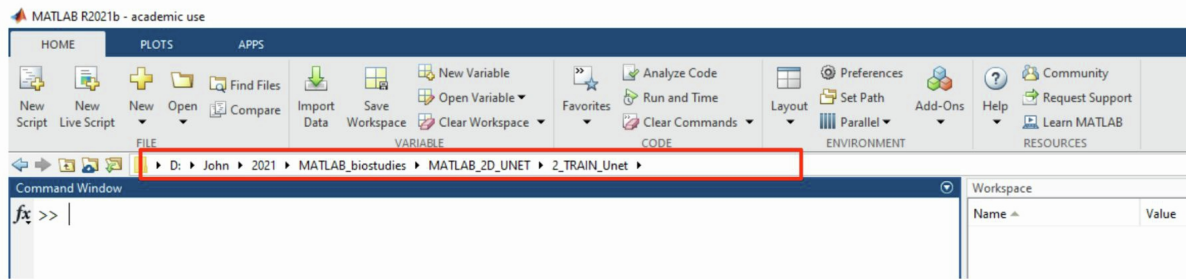 MATLAB R2021b - academic use
HOME PLOTS APPS
New Script
New Live Script
New
Open
Find Files
Compare
FILE
Import Data
Save Workspace
New Variable
Open Variable
Clear Workspace
VARIABLE
Favorites
Analyze Code
Run and Time
Clear Commands
CODE
Layout
Preferences
Set Path
Parallel
Add-Ons
ENVIRONMENT
Help
Community
Request Support
Learn MATLAB
RESOURCES
D: John 2021 MATLAB_biostudies MATLAB_2D_UNET 2_TRAIN_Unet
Command Window
fx >>
Workspace
Name Value